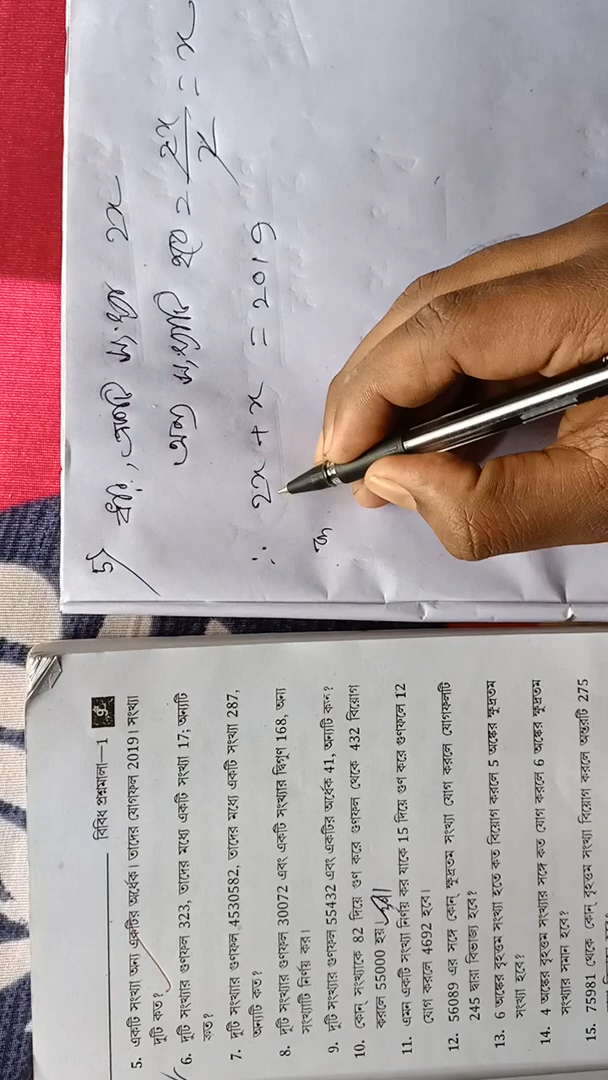 5) ধরি, একটি সংখ্যা 2x
অন্য সংখ্যাটি হবে = 2x/x = x
∴ 2x + x = 2019
বা
বিবিধ প্রশ্নমালা—1
5. একটি সংখ্যা অন্য একটির অর্ধেক। তাদের যোগফল 2019। সংখ্যা
দুটি কত?
6. দুটি সংখ্যার গুণফল 323, তাদের মধ্যে একটি সংখ্যা 17; অন্যটি
কত?
7. দুটি সংখ্যার গুণফল 4530582, তাদের মধ্যে একটি সংখ্যা 287,
অন্যটি কত?
8. দুটি সংখ্যার গুণফল 30072 এবং একটি সংখ্যার দ্বিগুণ 168, অন্য
সংখ্যাটি নির্ণয় কর।
9. দুটি সংখ্যার গুণফল 55432 এবং একটির অর্ধেক 41, অন্যটি কত?
10. কোন্ সংখ্যাকে 82 দিয়ে গুণ করে গুণফল থেকে 432 বিয়োগ
করলে 55000 হয়।
11. এমন একটি সংখ্যা নির্ণয় কর যাকে 15 দিয়ে গুণ করে গুণফলে 12
যোগ করলে 4692 হবে।
12. 56089 এর সঙ্গে কোন্ ক্ষুদ্রতম সংখ্যা যোগ করলে যোগফলটি
245 দ্বারা বিভাজ্য হবে?
13. 6 অঙ্কের বৃহত্তম সংখ্যা হতে কত বিয়োগ করলে 5 অঙ্কের ক্ষুদ্রতম
সংখ্যা হবে?
14. 4 অঙ্কের বৃহত্তম সংখ্যার সঙ্গে কত যোগ করলে 6 অঙ্কের ক্ষুদ্রতম
সংখ্যার সমান হবে?
15. 75981 থেকে কোন্ বৃহত্তম সংখ্যা বিয়োগ করলে অন্তরটি 275